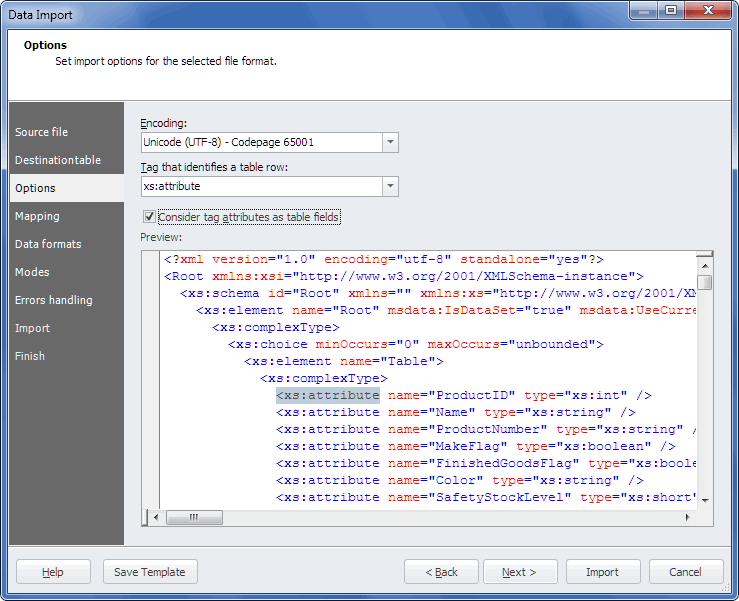 Data Import
Options
Set import options for the selected file format.
Source file
Destinationtable
Options
Mapping
Data formats
Modes
Errors handling
Import
Finish
Encoding:
Unicode (UTF-8) - Codepage 65001
Tag that identifies a table row:
xs:attribute
Consider tag attributes as table fields
Preview:
<?xml version="1.0" encoding="utf-8" standalone="yes"?>
<Root xmlns:xsi="http://www.w3.org/2001/XMLSchema-instance">
<xs:schema id="Root" xmlns="" xmlns:xs="http://www.w3.org/2001/XM
<xs:element name="Root" msdata:IsDataSet="true" msdata:UseCurre
<xs:complexType>
<xs:choice minOccurs="0" maxOccurs="unbounded">
<xs:element name="Table">
<xs:complexType>
<xs:attribute name="ProductID" type="xs:int" />
<xs:attribute name="Name" type="xs:string" />
<xs:attribute name="ProductNumber" type="xs:string" /
<xs:attribute name="MakeFlag" type="xs:boolean" />
<xs:attribute name="FinishedGoodsFlag" type="xs:boole
<xs:attribute name="Color" type="xs:string" />
<xs:attribute name="SafetyStockLevel" type="xs:short"
Help
Save Template
< Back
Next >
Import
Cancel